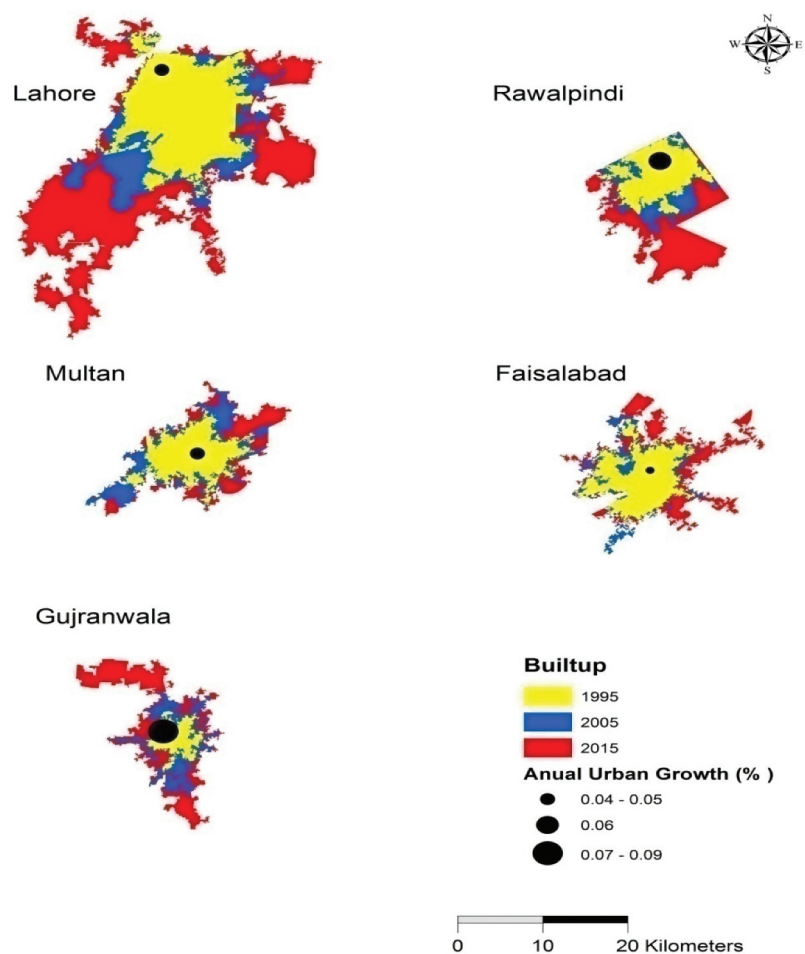 N
W E
S
Lahore
Rawalpindi
Multan
Faisalabad
Gujranwala
Builtup
1995
2005
2015
Anual Urban Growth (% )
0.04 - 0.05
0.06
0.07 - 0.09
0 10 20 Kilometers